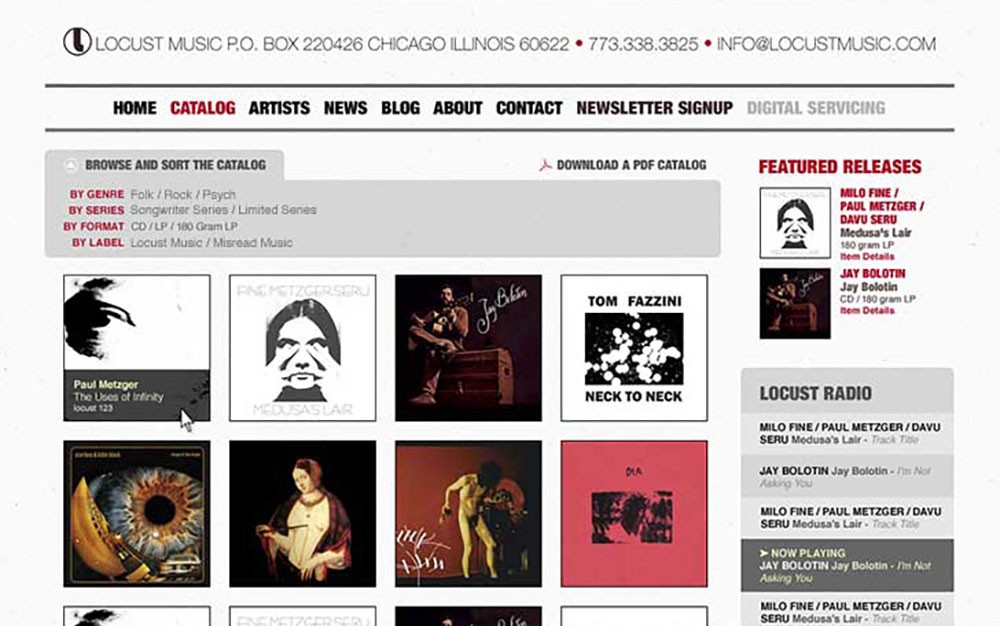 LOCUST MUSIC P.O. BOX 220426 CHICAGO ILLINOIS 60622 • 773.338.3825 • INFO@LOCUSTMUSIC.COM
HOME CATALOG ARTISTS NEWS BLOG ABOUT CONTACT NEWSLETTER SIGNUP DIGITAL SERVICING
BROWSE AND SORT THE CATALOG
DOWNLOAD A PDF CATALOG
BY GENRE Folk / Rock / Psych
BY SERIES Songwriter Series / Limited Series
BY FORMAT CD / LP / 180 Gram LP
BY LABEL Locust Music / Misread Music
Paul Metzger
The Uses of Infinity
locust 123
FINE METZGER SERU
MEDUSA'S LAIR
Jay Bolotin
TOM FAZZINI
NECK TO NECK
FEATURED RELEASES
MILO FINE /
PAUL METZGER /
DAVU SERU
Medusa's Lair
180 gram LP
Item Details
JAY BOLOTIN
Jay Bolotin
CD / 180 gram LP
Item Details
LOCUST RADIO
MILO FINE / PAUL METZGER / DAVU
SERU Medusa's Lair - Track Title
JAY BOLOTIN Jay Bolotin - I'm Not
Asking You
MILO FINE / PAUL METZGER / DAVU
SERU Medusa's Lair - Track Title
➤ NOW PLAYING
JAY BOLOTIN Jay Bolotin - I'm Not
Asking You
MILO FINE / PAUL METZGER / DAVU
SERU Medusa's Lair - Track Title